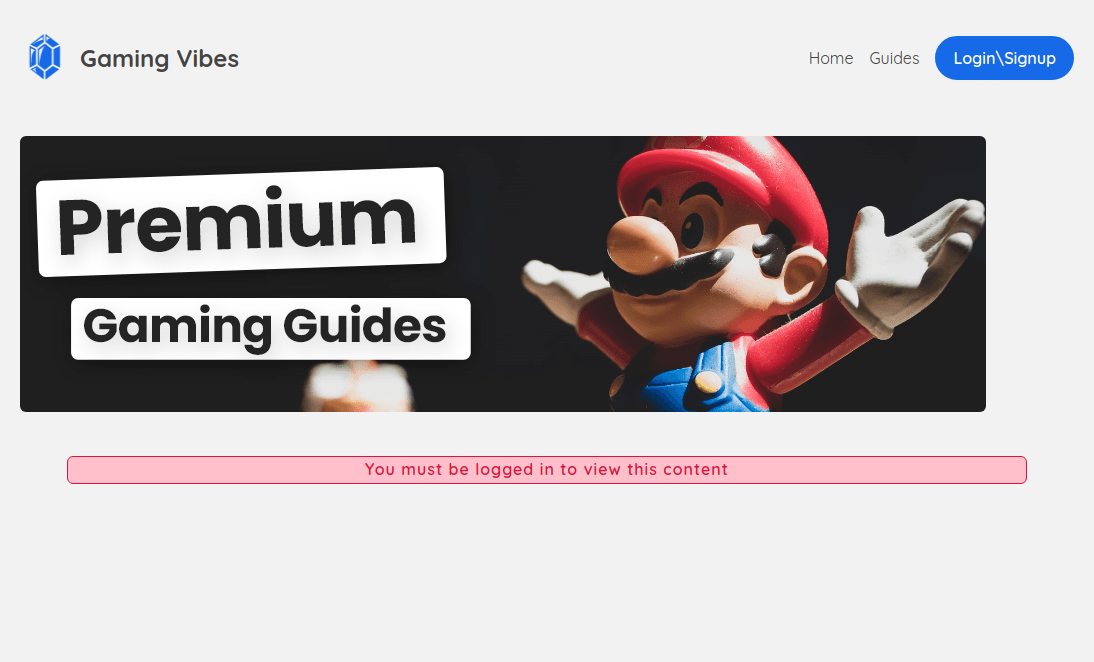 Gaming Vibes
Home Guides Login\Signup
Premium
Gaming Guides
You must be logged in to view this content